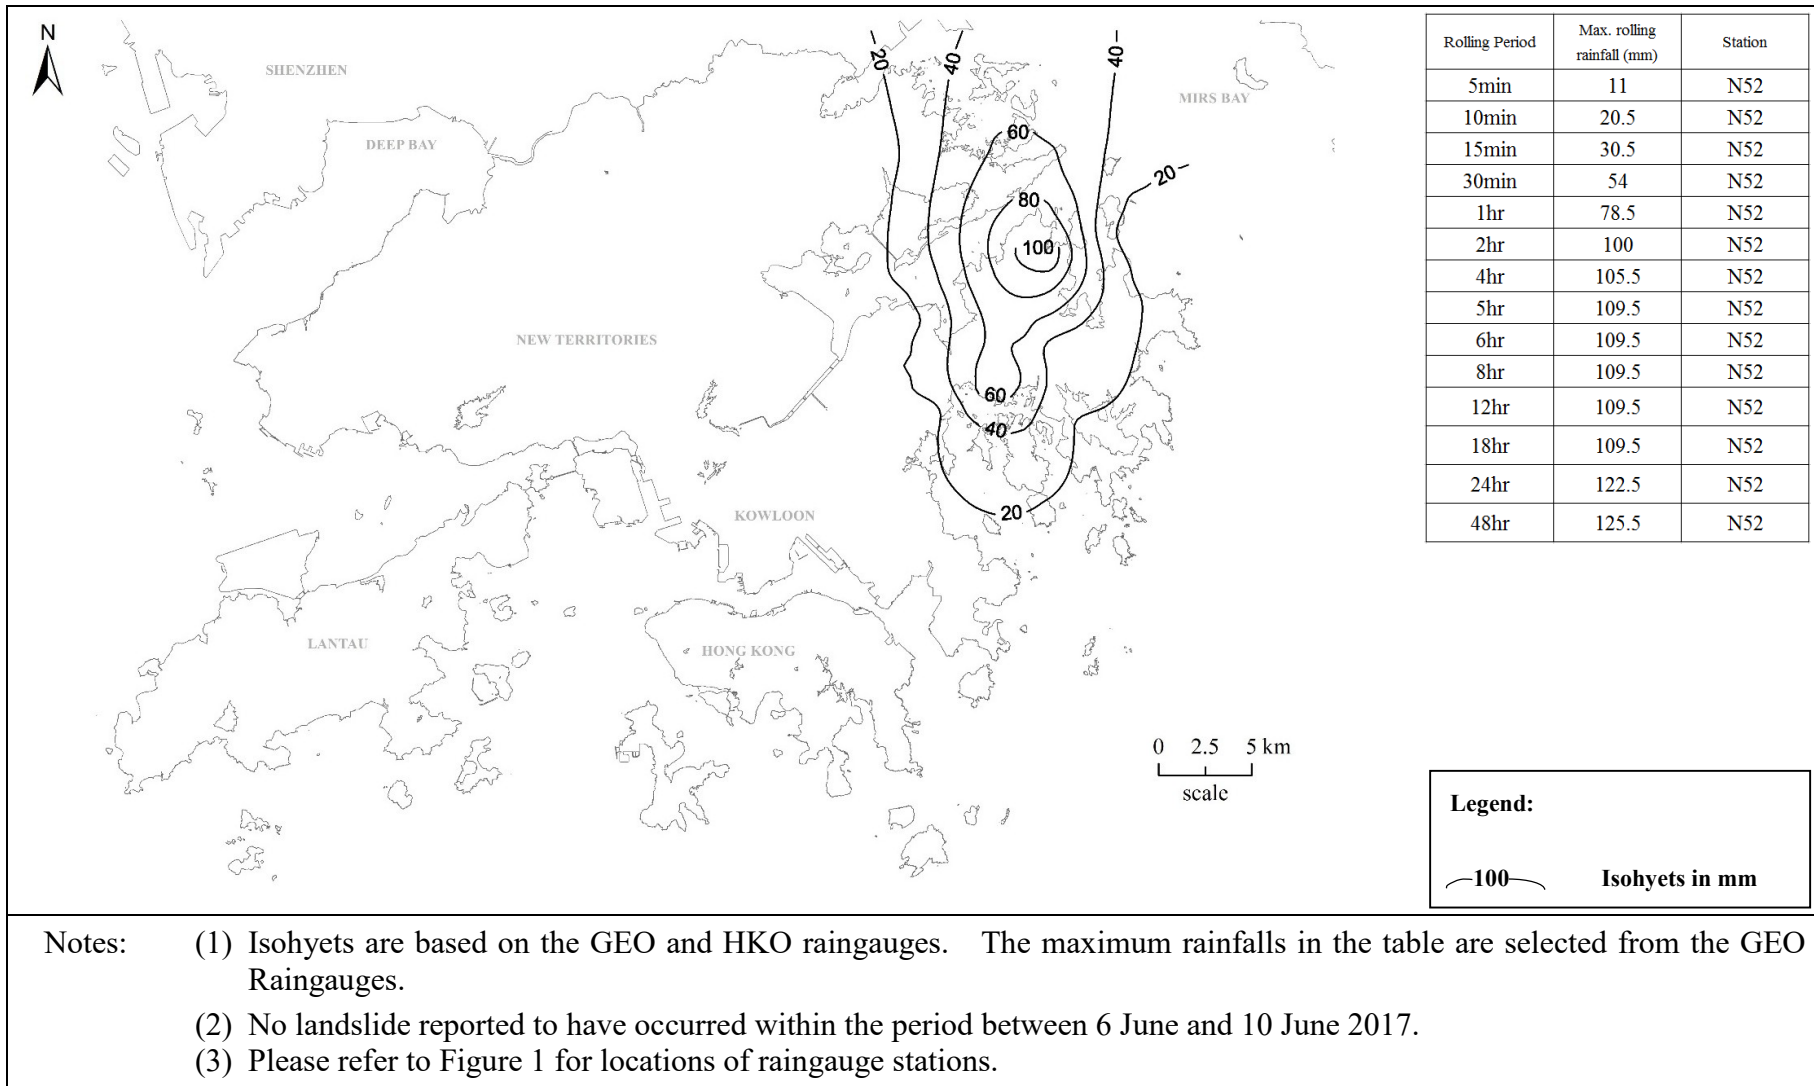 N
SHENZHEN
DEEP BAY
MIRS BAY
NEW TERRITORIES
KOWLOON
LANTAU
HONG KONG
20
40
40
60
20
80
100
60
40
20
0 2.5 5 km
scale
Rolling Period Max. rolling rainfall (mm) Station
5min 11 N52
10min 20.5 N52
15min 30.5 N52
30min 54 N52
1hr 78.5 N52
2hr 100 N52
4hr 105.5 N52
5hr 109.5 N52
6hr 109.5 N52
8hr 109.5 N52
12hr 109.5 N52
18hr 109.5 N52
24hr 122.5 N52
48hr 125.5 N52
Legend:
100 Isohyets in mm
Notes: (1) Isohyets are based on the GEO and HKO raingauges. The maximum rainfalls in the table are selected from the GEO
Raingauges.
(2) No landslide reported to have occurred within the period between 6 June and 10 June 2017.
(3) Please refer to Figure 1 for locations of raingauge stations.